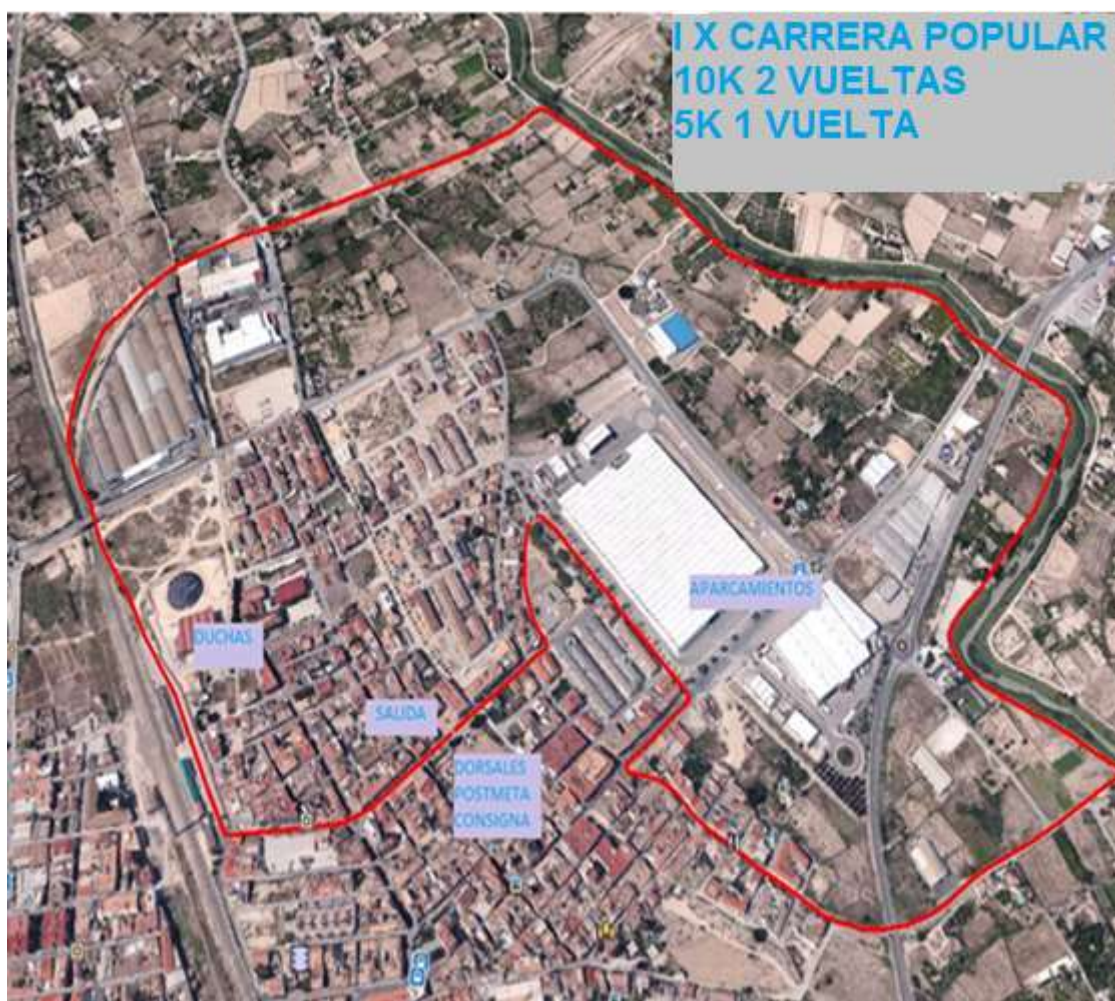 I X CARRERA POPULAR
10K 2 VUELTAS
5K 1 VUELTA
APARCAMIENTOS
DUCHAS
SALIDA
DORSALES
POSTMETA
CONSIGNA